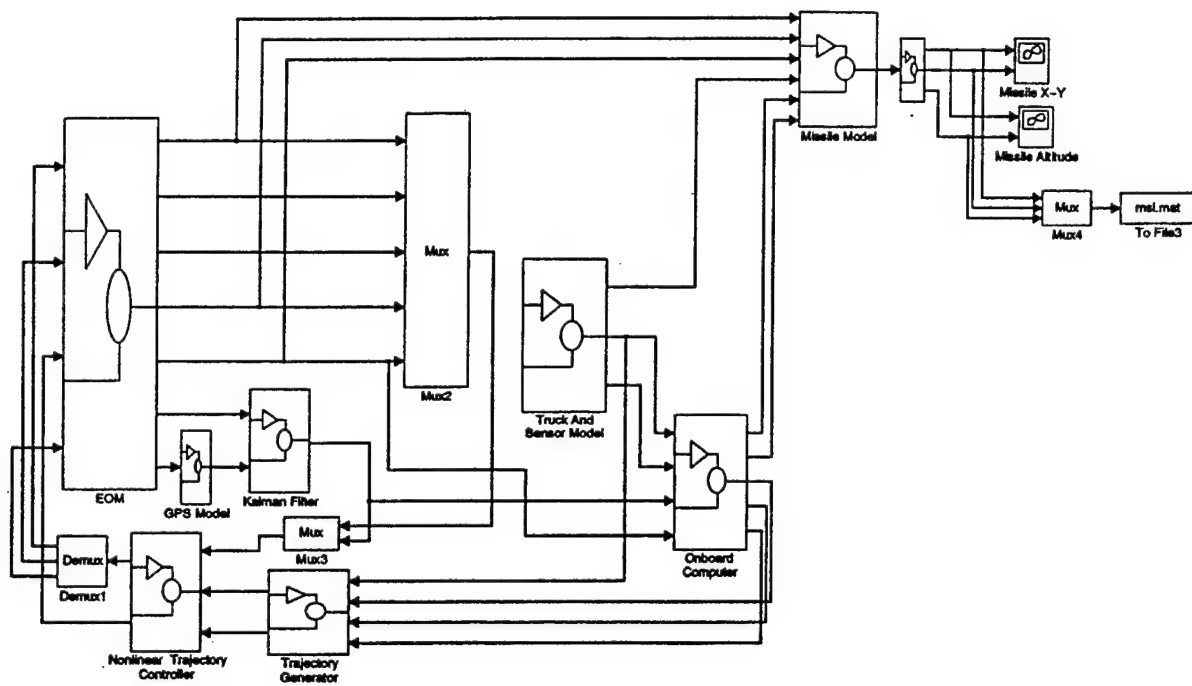 Missile X-Y
Missile Model
Missile Altitude
Mux
msl.mat
Mux4
To File3
Mux
Mux2
Truck And
Sensor Model
EOM
GPS Model
Kalman Filter
Mux
Mux3
Onboard
Computer
Demux
Demux1
Nonlinear Trajectory
Controller
Trajectory
Generator